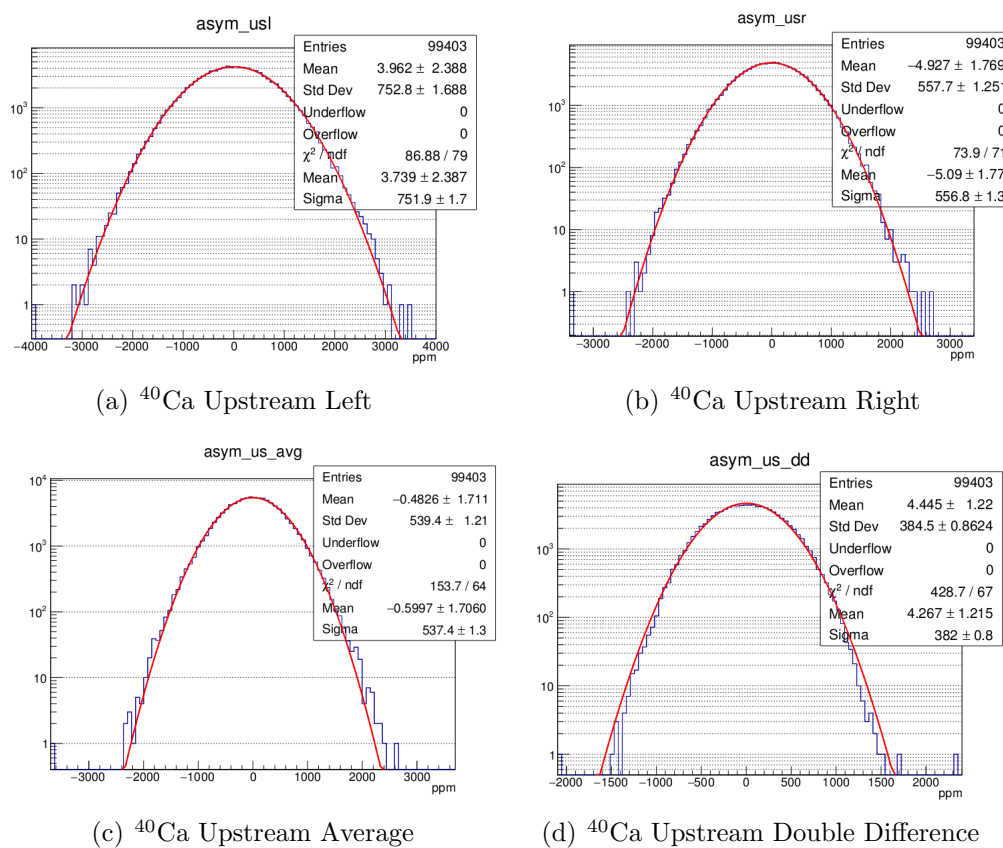 asym_usl
Entries 99403
Mean 3.962 ± 2.388
Std Dev 752.8 ± 1.688
Underflow 0
Overflow 0
χ² / ndf 86.88 / 79
Mean 3.739 ± 2.387
Sigma 751.9 ± 1.7
10³
10²
10
1
−4000 −3000 −2000 −1000 0 1000 2000 3000 4000
ppm
(a) ⁴⁰Ca Upstream Left
asym_usr
Entries 99403
Mean −4.927 ± 1.769
Std Dev 557.7 ± 1.251
Underflow 0
Overflow 0
χ² / ndf 73.9 / 71
Mean −5.09 ± 1.77
Sigma 556.8 ± 1.3
10³
10²
10
1
−3000 −2000 −1000 0 1000 2000 3000
ppm
(b) ⁴⁰Ca Upstream Right
asym_us_avg
Entries 99403
Mean −0.4826 ± 1.711
Std Dev 539.4 ± 1.21
Underflow 0
Overflow 0
χ² / ndf 153.7 / 64
Mean −0.5997 ± 1.7060
Sigma 537.4 ± 1.3
10⁴
10³
10²
10
1
−3000 −2000 −1000 0 1000 2000 3000
ppm
(c) ⁴⁰Ca Upstream Average
asym_us_dd
Entries 99403
Mean 4.445 ± 1.22
Std Dev 384.5 ± 0.8624
Underflow 0
Overflow 0
χ² / ndf 428.7 / 67
Mean 4.267 ± 1.215
Sigma 382 ± 0.8
10³
10²
10
1
−2000 −1500 −1000 −500 0 500 1000 1500 2000
ppm
(d) ⁴⁰Ca Upstream Double Difference